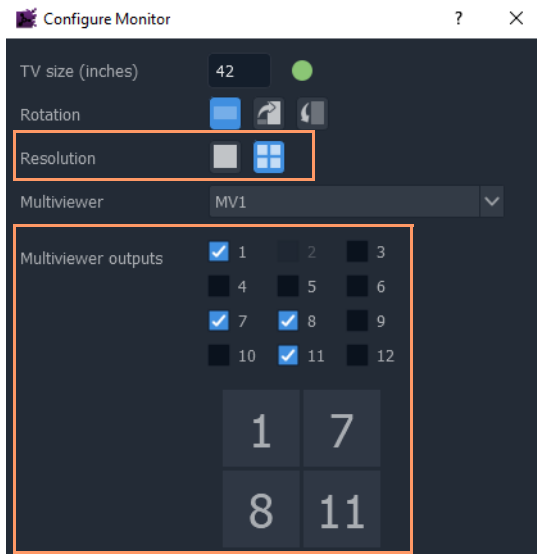 Configure Monitor ?
TV size (inches) 42
Rotation
Resolution
Multiviewer MV1
Multiviewer outputs 1 2 3
4 5 6
7 8 9
10 11 12
1 7
8 11